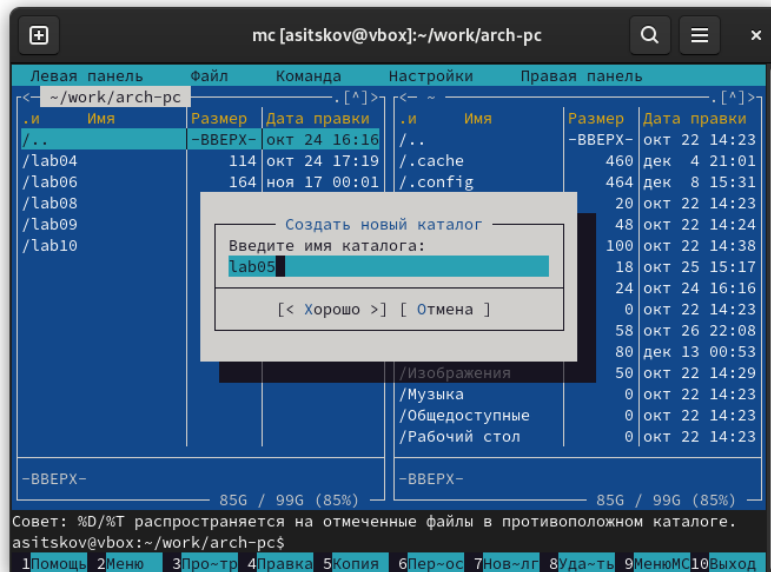 mc [asitskov@vbox]:~/work/arch-pc
Левая панель Файл Команда Настройки Правая панель
<— ~/work/arch-pc .[^]> <— ~ .[^]>
.и Имя Размер Дата правки .и Имя Размер Дата правки
/.. -ВВЕРХ- окт 24 16:16 /.. -ВВЕРХ- окт 22 14:23
/lab04 114 окт 24 17:19 /.cache 460 дек 4 21:01
/lab06 164 ноя 17 00:01 /.config 464 дек 8 15:31
/lab08 20 окт 22 14:23
/lab09 48 окт 22 14:24
/lab10 100 окт 22 14:38
18 окт 25 15:17
24 окт 24 16:16
0 окт 22 14:23
58 окт 26 22:08
80 дек 13 00:53
/Изображения 50 окт 22 14:29
/Музыка 0 окт 22 14:23
/Общедоступные 0 окт 22 14:23
/Рабочий стол 0 окт 22 14:23
Создать новый каталог
Введите имя каталога:
lab05
[< Хорошо >] [ Отмена ]
-ВВЕРХ- -ВВЕРХ-
85G / 99G (85%) 85G / 99G (85%)
Совет: %D/%T распространяется на отмеченные файлы в противоположном каталоге.
asitskov@vbox:~/work/arch-pc$
1Помощь 2Меню 3Про~тр 4Правка 5Копия 6Пер~ос 7Нов~лг 8Уда~ть 9МенюMC 10Выход